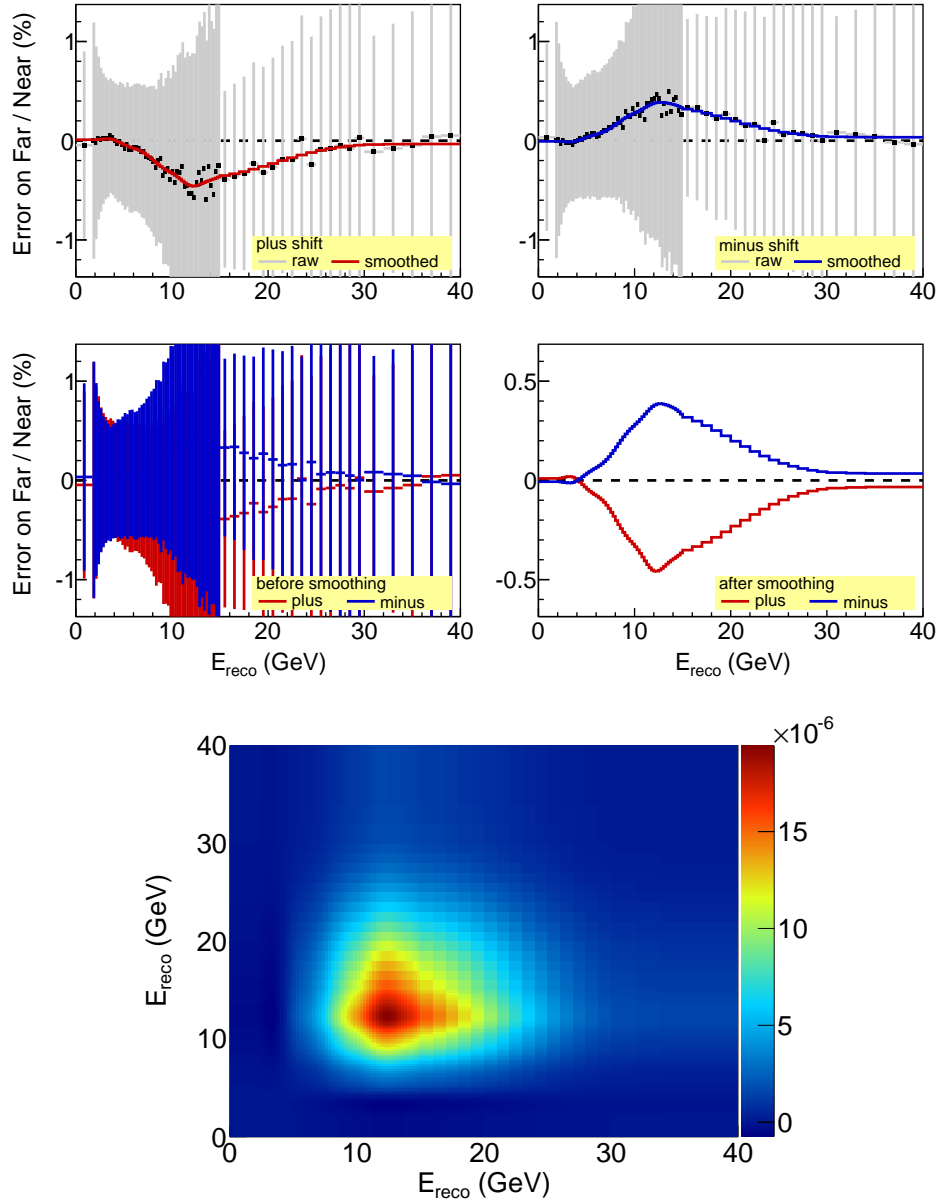 Error on Far / Near (%)
1
0
-1
plus shift
raw smoothed
0 10 20 30 40
1
0
-1
minus shift
raw smoothed
0 10 20 30 40
Error on Far / Near (%)
1
0
-1
before smoothing
plus minus
0 10 20 30 40
E_reco (GeV)
0.5
0
-0.5
after smoothing
plus minus
0 10 20 30 40
E_reco (GeV)
×10⁻⁶
E_reco (GeV)
40
30
20
10
0
0 10 20 30 40
E_reco (GeV)
15
10
5
0